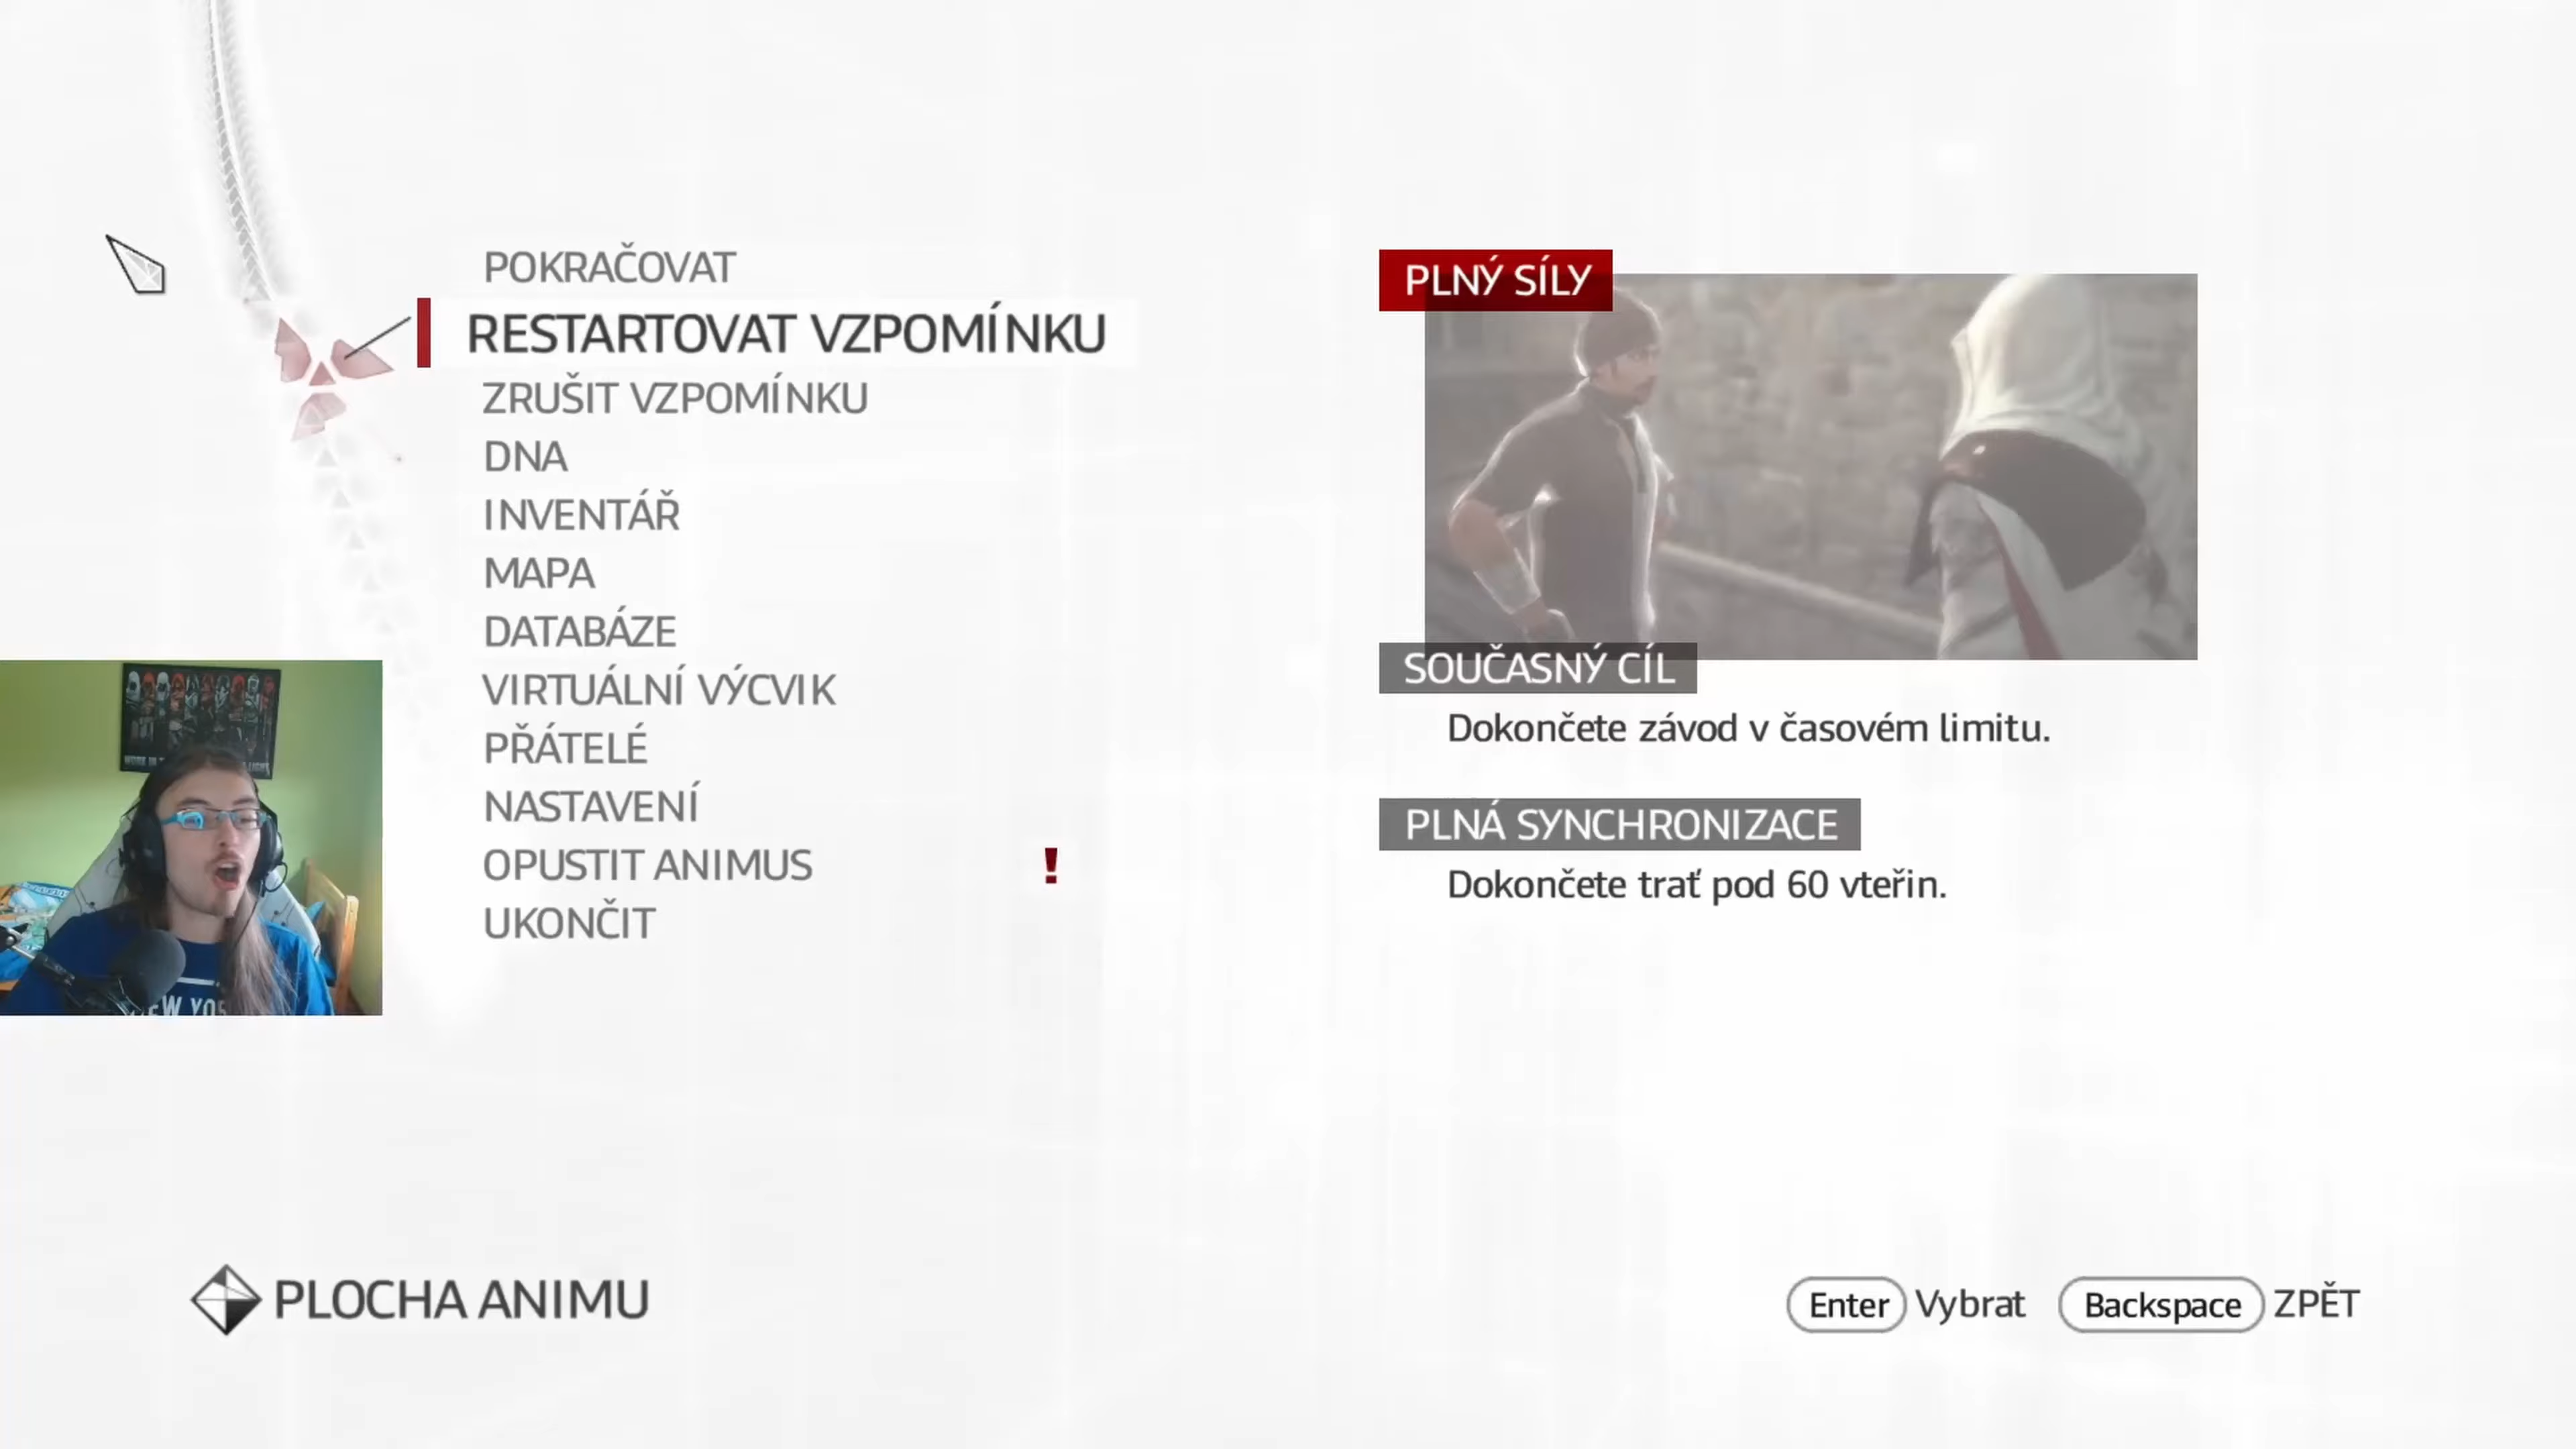 POKRAČOVAT
RESTARTOVAT VZPOMÍNKU
ZRUŠIT VZPOMÍNKU
DNA
INVENTÁŘ
MAPA
DATABÁZE
VIRTUÁLNÍ VÝCVIK
PŘÁTELÉ
NASTAVENÍ
OPUSTIT ANIMUS !
UKONČIT
PLNÝ SÍLY
SOUČASNÝ CÍL
Dokončete závod v časovém limitu.
PLNÁ SYNCHRONIZACE
Dokončete trať pod 60 vteřin.
PLOCHA ANIMU
Enter Vybrat Backspace ZPĚT